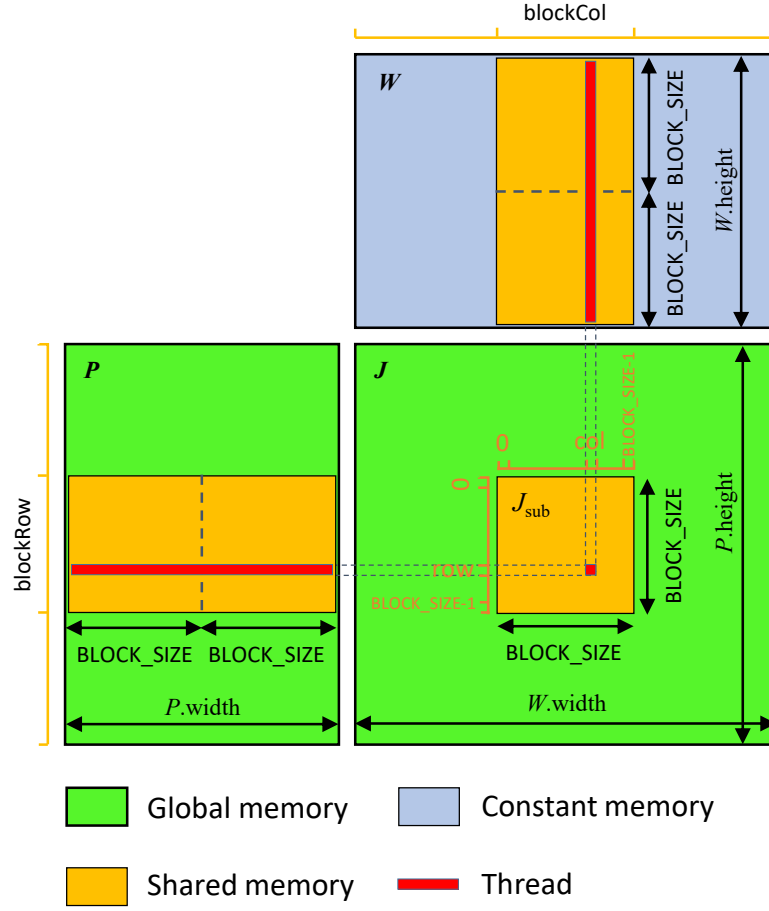 blockCol
W
BLOCK_SIZE
BLOCK_SIZE
W.height
P
J
BLOCK_SIZE-1
0
col
0
J_sub
row
BLOCK_SIZE-1
BLOCK_SIZE
P.height
blockRow
BLOCK_SIZE
BLOCK_SIZE
BLOCK_SIZE
P.width
W.width
Global memory
Constant memory
Shared memory
Thread